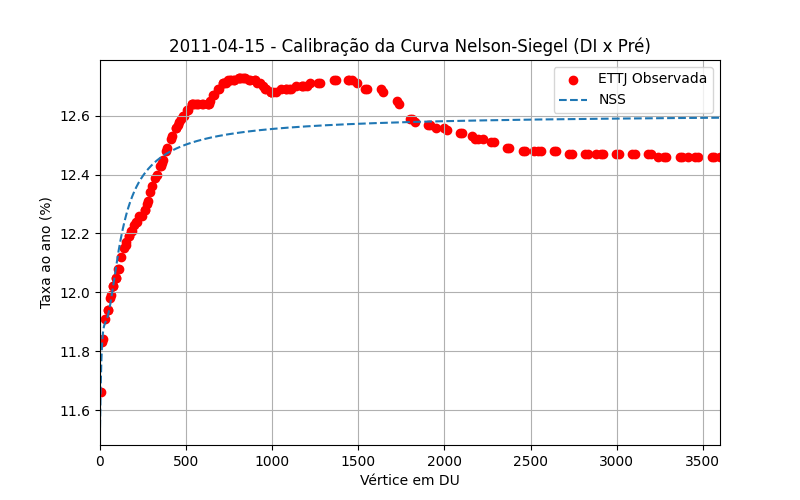 2011-04-15 - Calibração da Curva Nelson-Siegel (DI x Pré)
ETTJ Observada
NSS
Taxa ao ano (%)
12.6
12.4
12.2
12.0
11.8
11.6
0 500 1000 1500 2000 2500 3000 3500
Vértice em DU